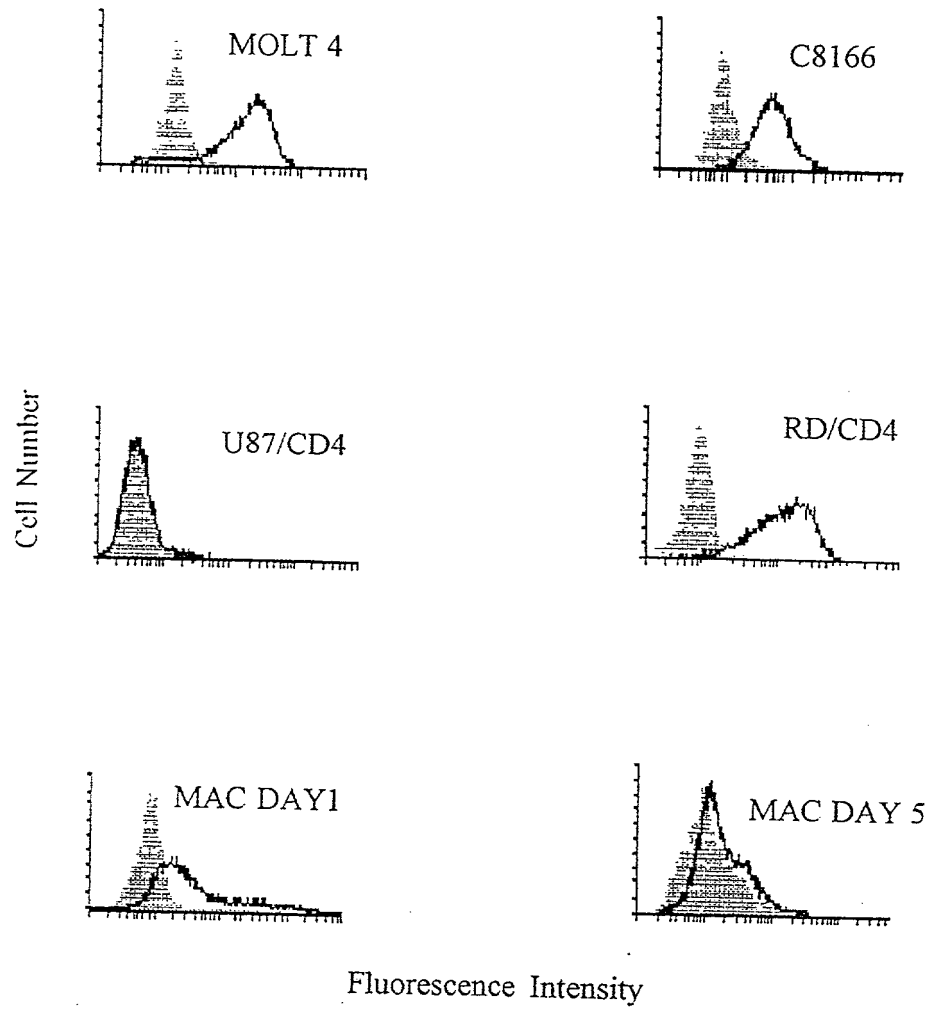 MOLT 4
C8166
Cell Number
U87/CD4
RD/CD4
MAC DAY1
MAC DAY 5
Fluorescence Intensity